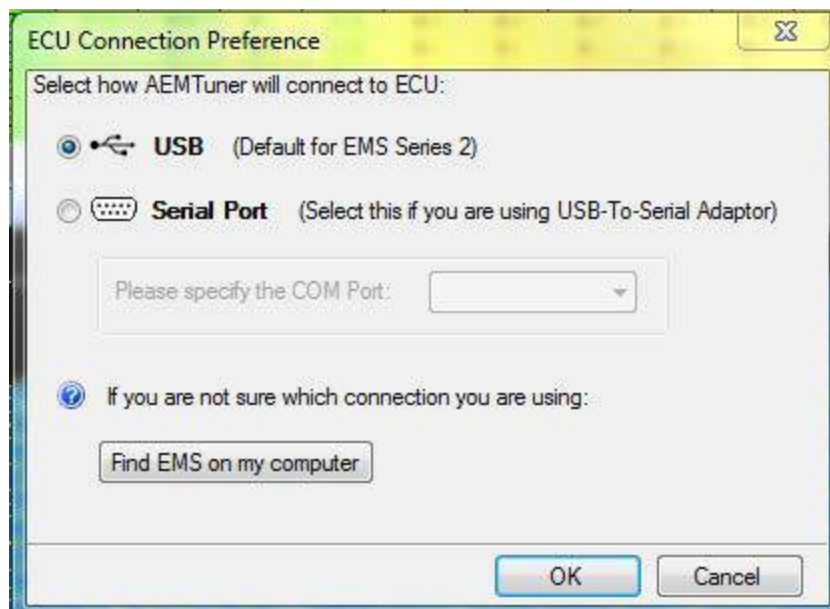 ECU Connection Preference
Select how AEMTuner will connect to ECU:
USB (Default for EMS Series 2)
Serial Port (Select this if you are using USB-To-Serial Adaptor)
Please specify the COM Port:
If you are not sure which connection you are using:
Find EMS on my computer
OK Cancel